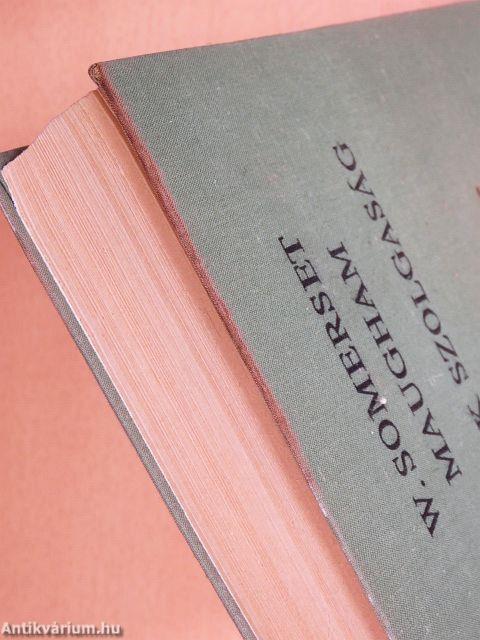 W. SOMERSET
MAUGHAM
K SZOLGASÁG
Antikvárium.hu